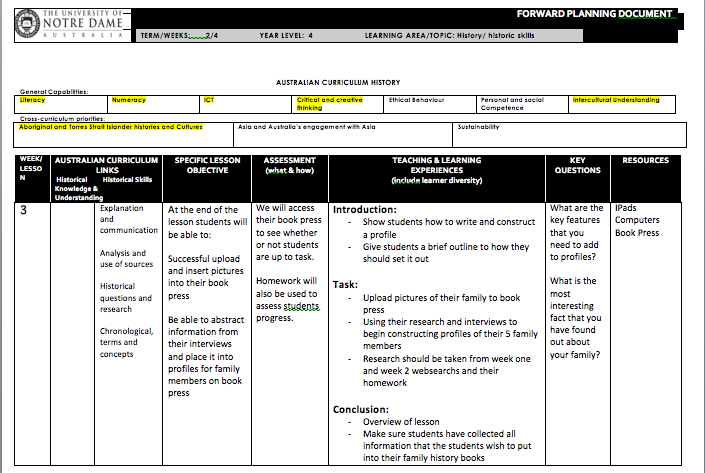 THE UNIVERSITY OF
NOTRE DAME
AUSTRALIA
FORWARD PLANNING DOCUMENT
TERM/WEEKS: 2/4 YEAR LEVEL: 4 LEARNING AREA/TOPIC: History/ historic skills
AUSTRALIAN CURRICULUM HISTORY
General Capabilities:
Literacy
Numeracy
ICT
Critical and creative
thinking
Ethical Behaviour
Personal and social
Competence
Intercultural Understanding
Cross-curriculum priorities:
Aboriginal and Torres Strait Islander histories and Cultures
Asia and Australia's engagement with Asia
Sustainability
WEEK/
LESSO
N
AUSTRALIAN CURRICULUM
LINKS
Historical
Knowledge &
Understanding
Historical Skills
SPECIFIC LESSON
OBJECTIVE
ASSESSMENT
(what & how)
TEACHING & LEARNING
EXPERIENCES
(include learner diversity)
KEY
QUESTIONS
RESOURCES
3
Explanation
and
communication
Analysis and
use of sources
Historical
questions and
research
Chronological,
terms and
concepts
At the end of the
lesson students will
be able to:
Successful upload
and insert pictures
into their book
press
Be able to abstract
information from
their interviews
and place it into
profiles for family
members on book
press
We will access
their book press
to see whether
or not students
are up to task.
Homework will
also be used to
assess students
progress.
Introduction:
- Show students how to write and construct
a profile
- Give students a brief outline to how they
should set it out
Task:
- Upload pictures of their family to book
press
- Using their research and interviews to
begin constructing profiles of their 5 family
members
- Research should be taken from week one
and week 2 websearchs and their
homework
Conclusion:
- Overview of lesson
- Make sure students have collected all
information that the students wish to put
into their family history books
What are the
key features
that you
need to add
to profiles?
What is the
most
interesting
fact that you
have found
out about
your family?
IPads
Computers
Book Press